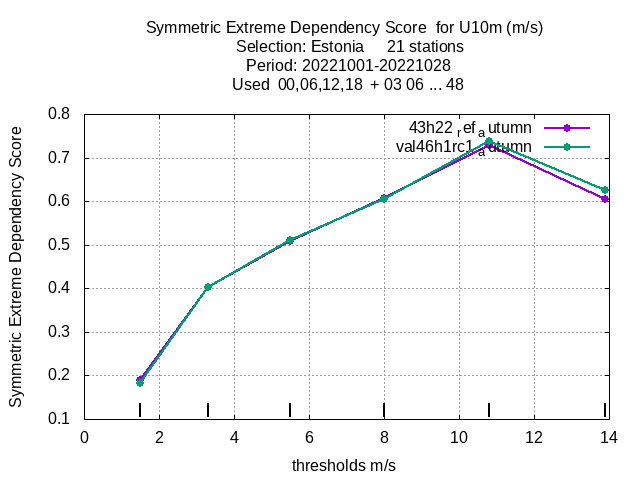 Symmetric Extreme Dependency Score  for U10m (m/s)
Selection: Estonia     21 stations
Period: 20221001-20221028
Used  00,06,12,18  + 03 06 ... 48
Symmetric Extreme Dependency Score
0.8
0.7
0.6
0.5
0.4
0.3
0.2
0.1
43h22 ref autumn
val46h1rc1 autumn
0 2 4 6 8 10 12 14
thresholds m/s